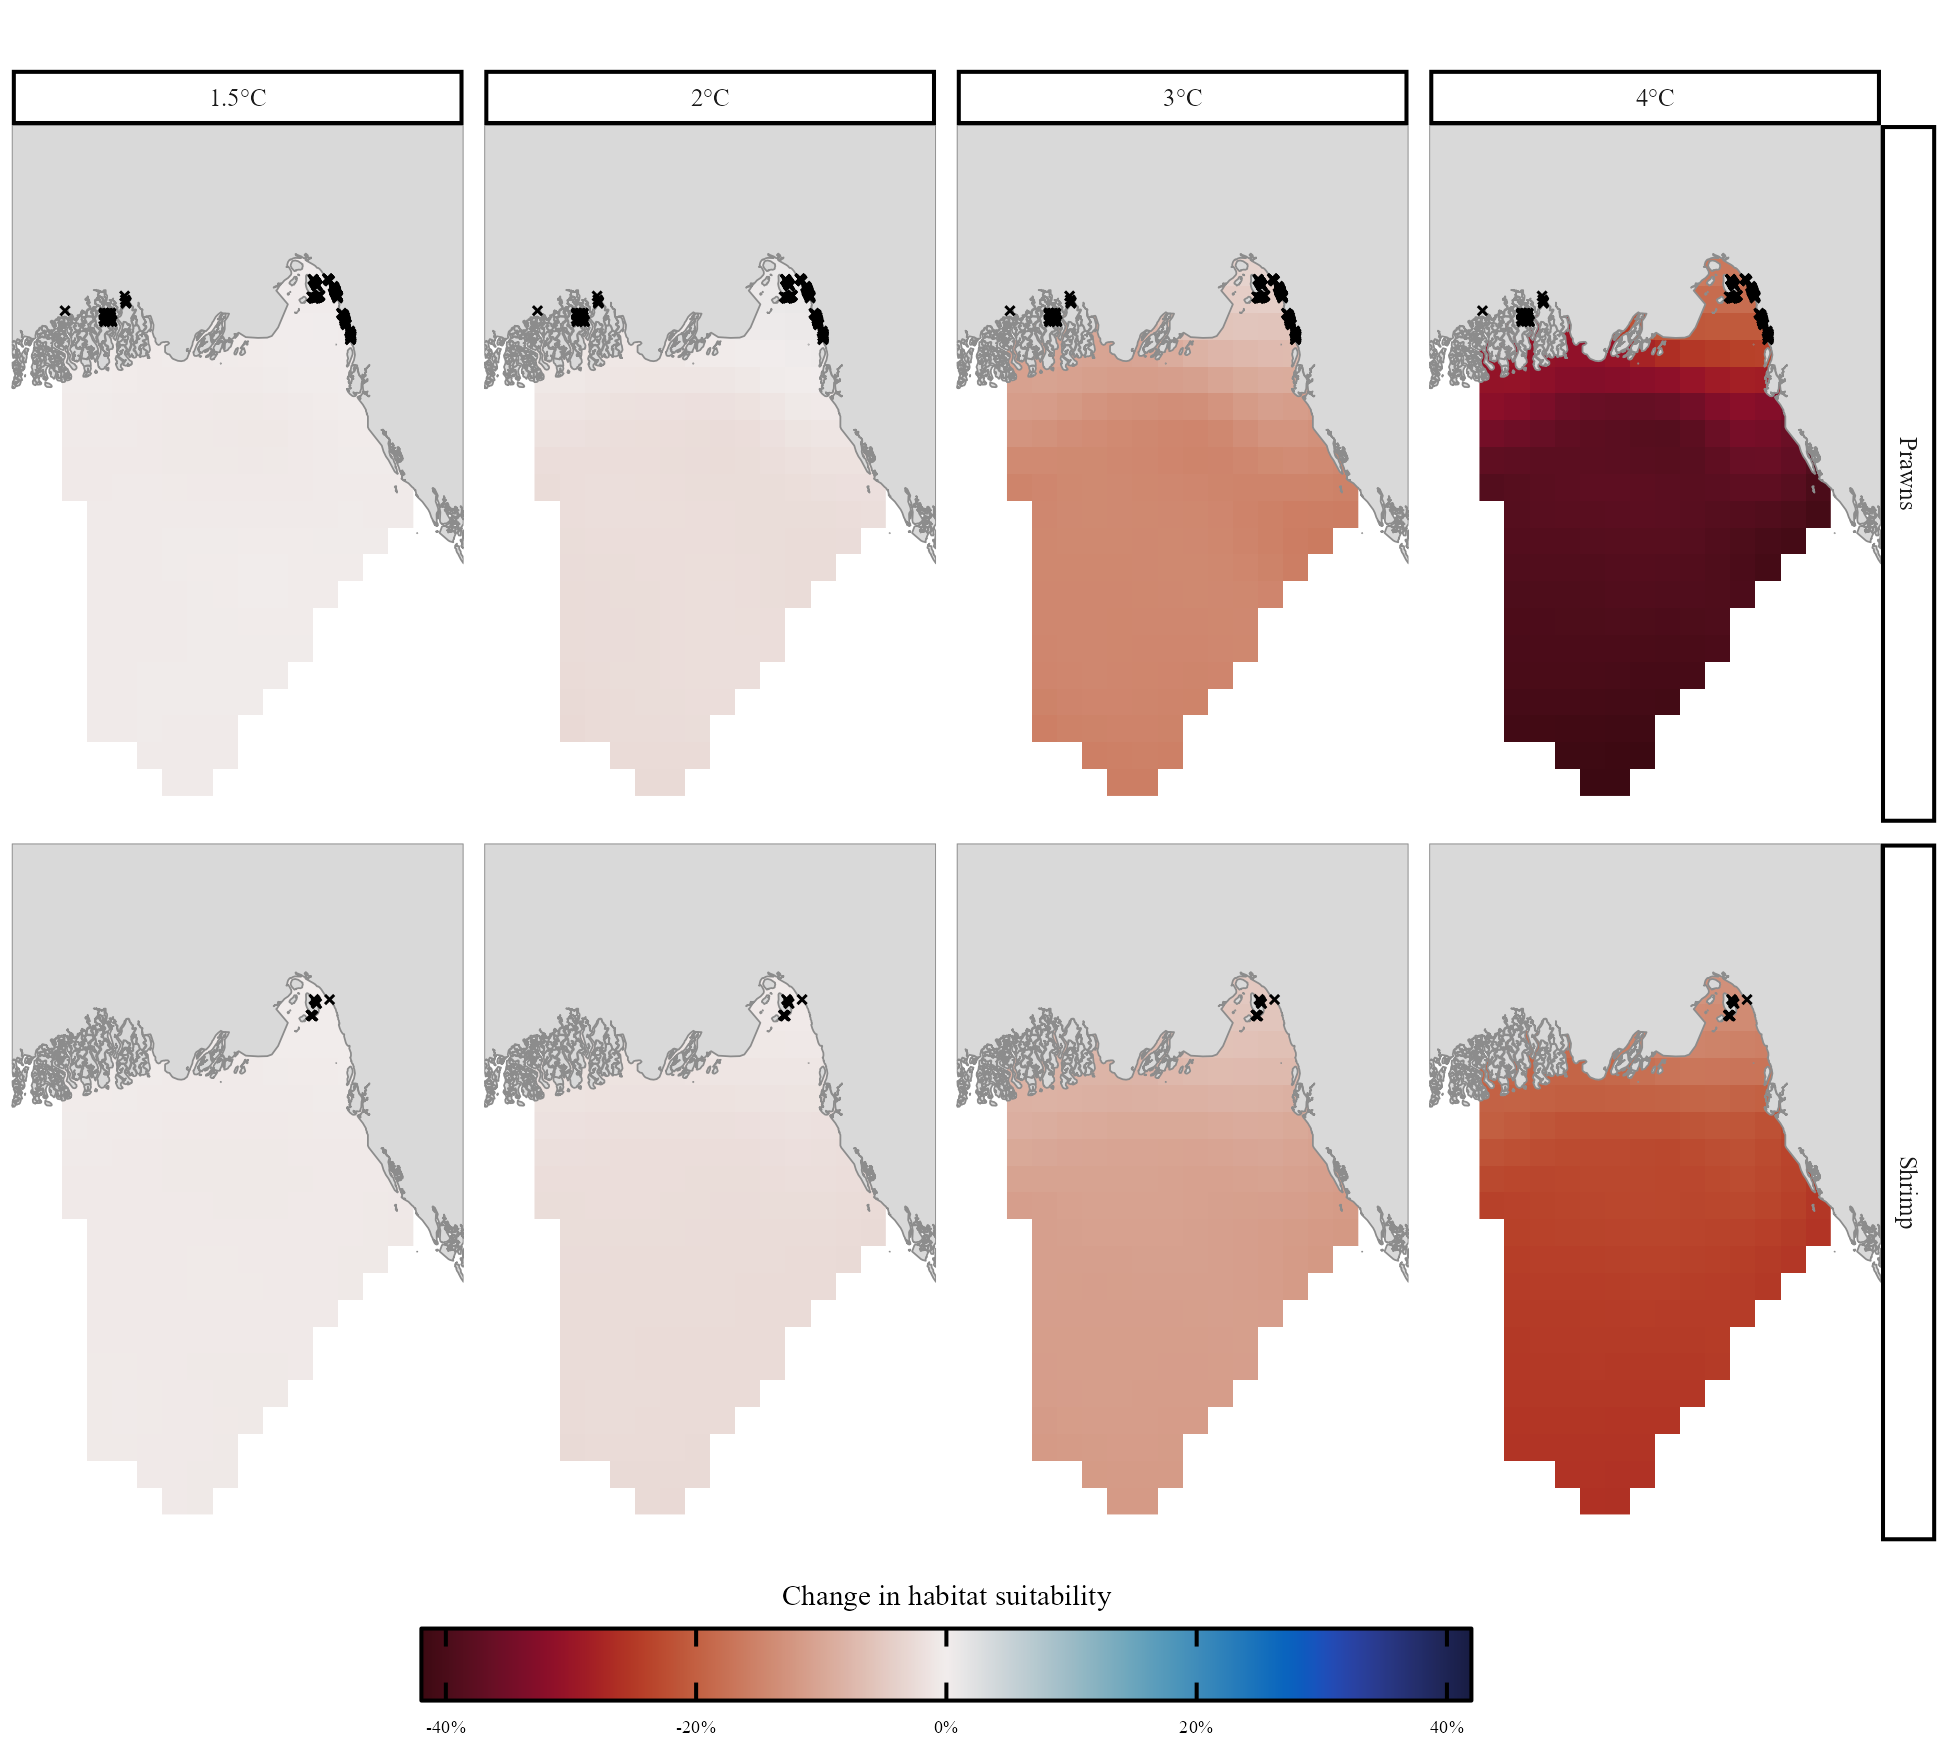 1.5°C
2°C
3°C
4°C
Prawns
Shrimp
Change in habitat suitability
-40%
-20%
0%
20%
40%